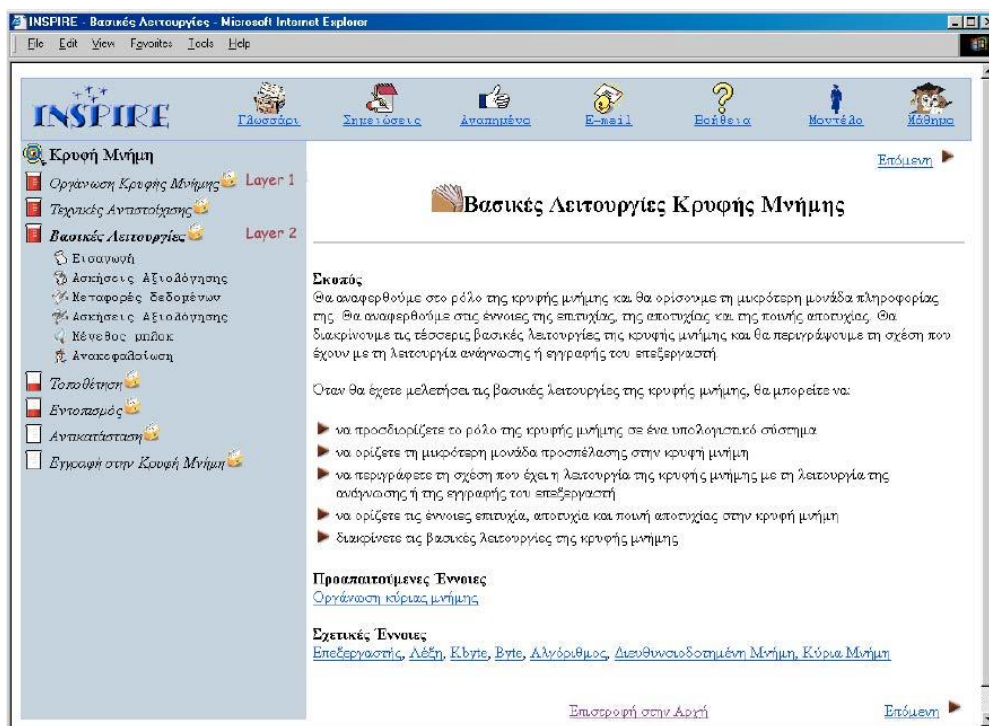 INSPIRE - Βασικές Λειτουργίες - Microsoft Internet Explorer
File Edit View Favorites Tools Help
INSPIRE
Γλωσσάρι Σημειώσεις Αγαπημένα E-mail Βοήθεια Μοντέλο Μάθημα
Κρυφή Μνήμη
Οργάνωση Κρυφής Μνήμης Layer 1
Τεχνικές Αντιστοίχισης
Βασικές Λειτουργίες Layer 2
Εισαγωγή
Ασκήσεις Αξιολόγησης
Μεταφορές δεδομένων
Ασκήσεις Αξιολόγησης
Μέγεθος μπλοκ
Ανακεφαλαίωση
Τοποθέτηση
Εντοπισμός
Αντικατάσταση
Εγγραφή στην Κρυφή Μνήμη
Επόμενη
Βασικές Λειτουργίες Κρυφής Μνήμης
Σκοπός
Θα αναφερθούμε στο ρόλο της κρυφής μνήμης και θα ορίσουμε τη μικρότερη μονάδα πληροφορίας
της. Θα αναφερθούμε στις έννοιες της επιτυχίας, της αποτυχίας και της ποινής αποτυχίας. Θα
διακρίνουμε τις τέσσερις βασικές λειτουργίες της κρυφής μνήμης και θα περιγράψουμε τη σχέση που
έχουν με τη λειτουργία ανάγνωσης ή εγγραφής του επεξεργαστή.
Όταν θα έχετε μελετήσει τις βασικές λειτουργίες της κρυφής μνήμης, θα μπορείτε να:
να προσδιορίζετε το ρόλο της κρυφής μνήμης σε ένα υπολογιστικό σύστημα
να ορίζετε τη μικρότερη μονάδα προσπέλασης στην κρυφή μνήμη
να περιγράφετε τη σχέση που έχει η λειτουργία της κρυφής μνήμης με τη λειτουργία της
ανάγνωσης ή της εγγραφής του επεξεργαστή
να ορίζετε τις έννοιες επιτυχία, αποτυχία και ποινή αποτυχίας στην κρυφή μνήμη
διακρίνετε τις βασικές λειτουργίες της κρυφής μνήμης
Προαπαιτούμενες Έννοιες
Οργάνωση κύριας μνήμης
Σχετικές Έννοιες
Επεξεργαστής, Λέξη, Kbyte, Byte, Αλγόριθμος, Διευθυνσιοδοτημένη Μνήμη, Κύρια Μνήμη
Επιστροφή στην Αρχή Επόμενη